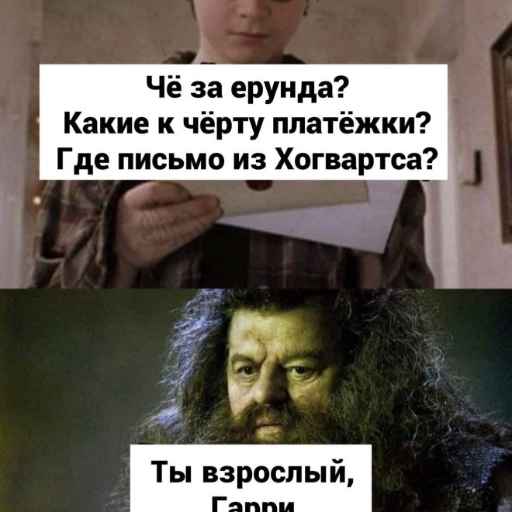 Чё за ерунда?
Какие к чёрту платёжки?
Где письмо из Хогвартса?
Ты взрослый,
Гарри